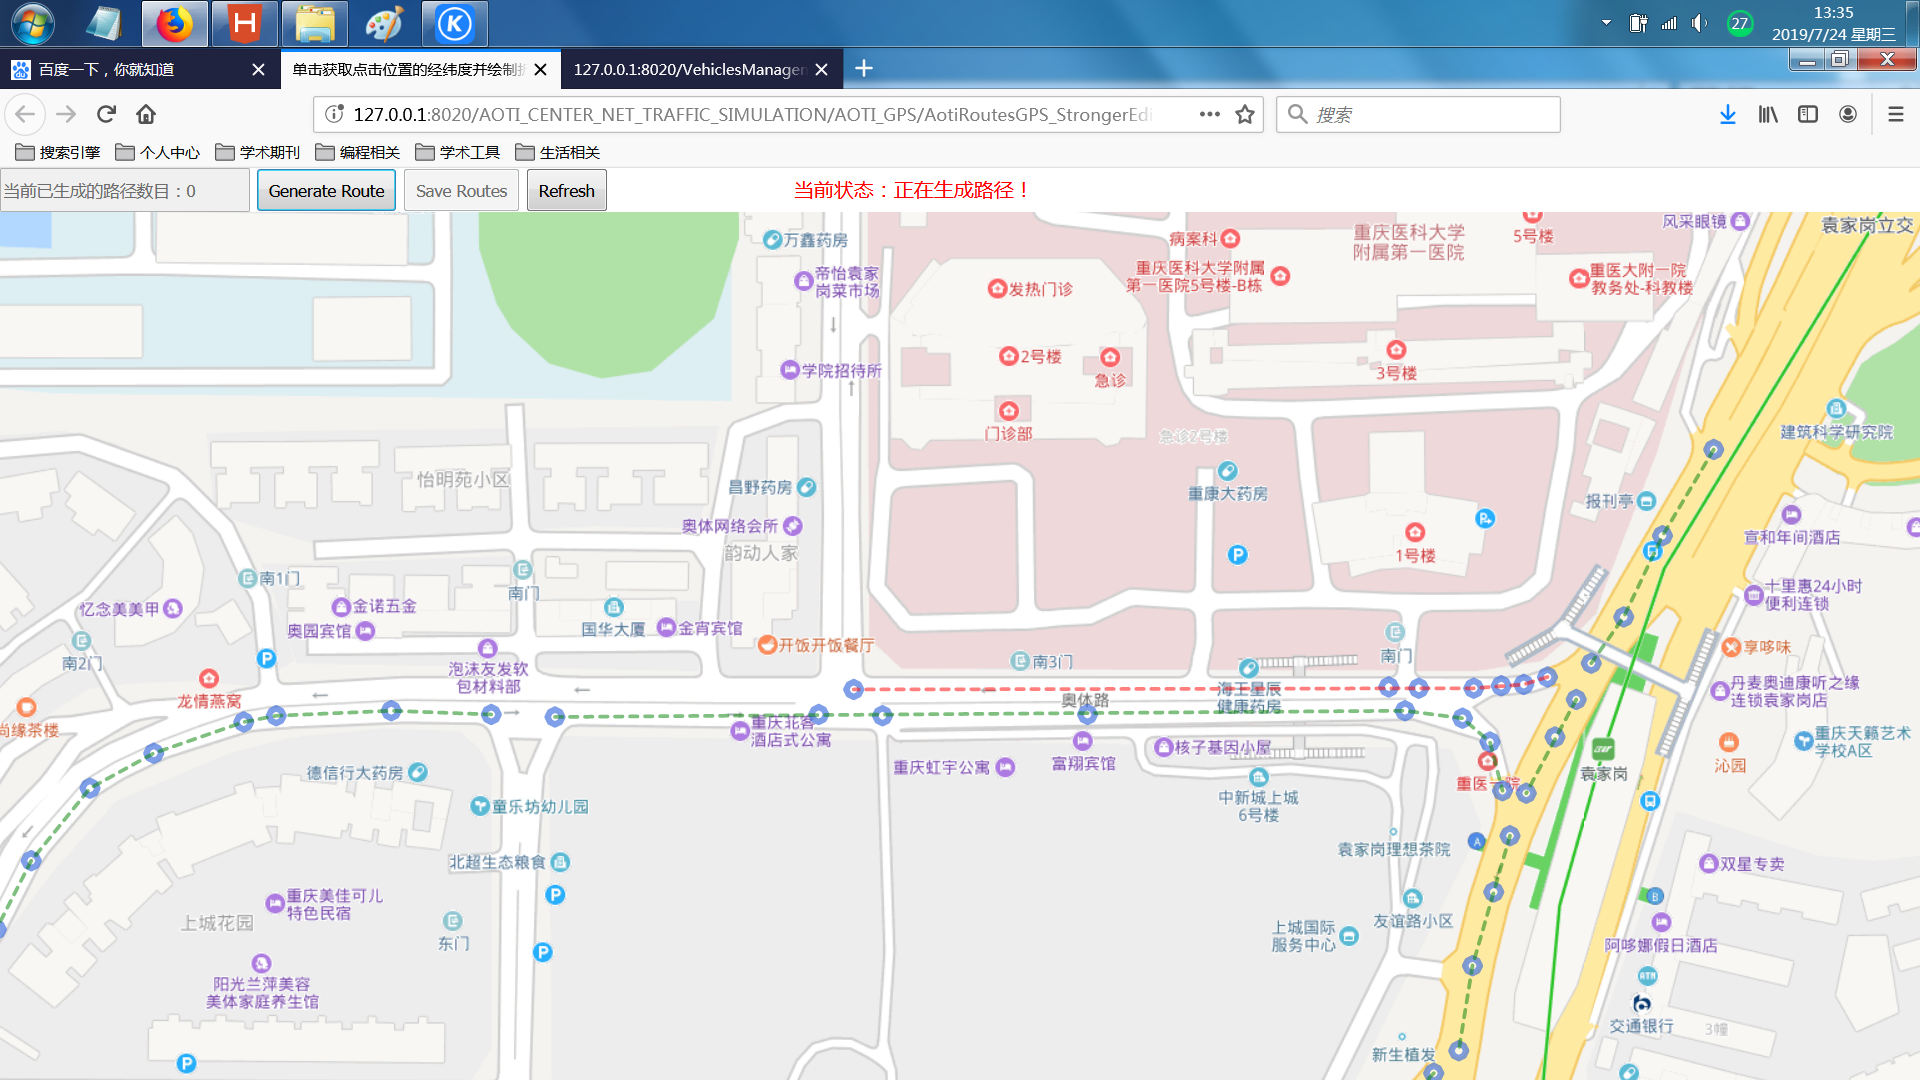 13:35
2019/7/24 星期三
27
百度一下，你就知道
单击获取点击位置的经纬度并绘制折
127.0.0.1:8020/VehiclesManagem
127.0.0.1:8020/AOTI_CENTER_NET_TRAFFIC_SIMULATION/AOTI_GPS/AotiRoutesGPS_StrongerEdi
搜索
搜索引擎
个人中心
学术期刊
编程相关
学术工具
生活相关
当前已生成的路径数目：0
Generate Route
Save Routes
Refresh
当前状态：正在生成路径！
万鑫药房
帝怡袁家
岗菜市场
学院招待所
发热门诊
2号楼
急诊
门诊部
病案科
重庆医科大学附属
第一医院5号楼-B栋
重庆医科大学
附属第一医院
5号楼
风采眼镜
袁家岗立交
重医大附一院
教务处-科教楼
3号楼
急诊2号楼
建筑科学研究院
怡明苑小区
昌野药房
奥体网络会所
韵动人家
重康大药房
报刊亭
宣和年间酒店
1号楼
南1门
南门
忆念美美甲
金诺五金
奥园宾馆
国华大厦
金宵宾馆
开饭开饭餐厅
十里惠24小时
便利连锁
享哆味
南2门
泡沫友发软
包材料部
南3门
南门
龙情燕窝
奥体路
海王星辰
健康药房
丹麦奥迪康听之缘
连锁袁家岗店
尚缘茶楼
重庆北客
酒店式公寓
核子基因小屋
重庆天籁艺术
学校A区
重庆虹宇公寓
富翔宾馆
沁园
袁家岗
重医一院
德信行大药房
童乐坊幼儿园
中新城上城
6号楼
袁家岗理想茶院
A
北超生态粮食
双星专卖
重庆美佳可儿
特色民宿
上城花园
B
友谊路小区
东门
上城国际
服务中心
阿哆娜假日酒店
ATM
阳光兰萍美容
美体家庭养生馆
交通银行
3幢
新生植发